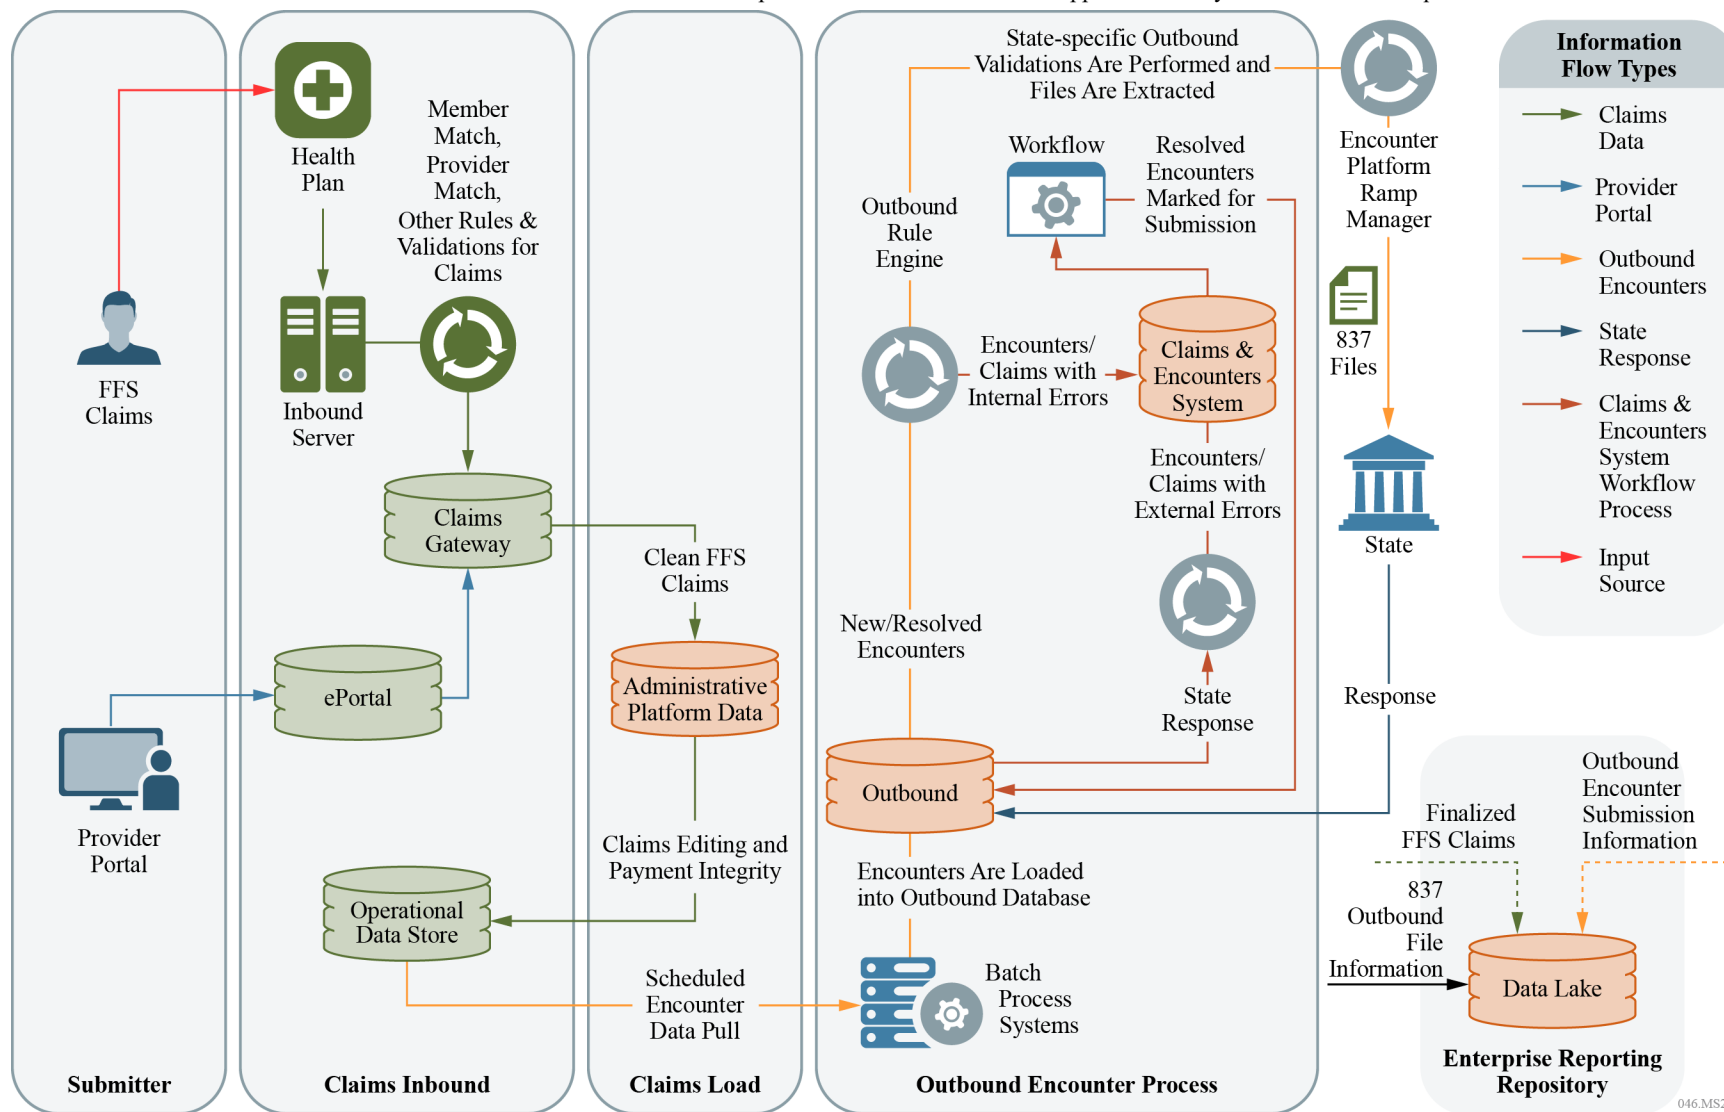 FFS
Claims
Provider
Portal
Submitter
Health
Plan
Member
Match,
Provider
Match,
Other Rules &
Validations for
Claims
Inbound
Server
Claims
Gateway
ePortal
Operational
Data Store
Claims Inbound
Clean FFS
Claims
Administrative
Platform Data
Claims Editing and
Payment Integrity
Scheduled
Encounter
Data Pull
Claims Load
State-specific Outbound
Validations Are Performed and
Files Are Extracted
Workflow
Resolved
Encounters
Marked for
Submission
Outbound
Rule
Engine
Encounters/
Claims with
Internal Errors
Claims &
Encounters
System
Encounters/
Claims with
External Errors
New/Resolved
Encounters
State
Response
Outbound
Encounters Are Loaded
into Outbound Database
Batch
Process
Systems
Outbound Encounter Process
Encounter
Platform
Ramp
Manager
837
Files
State
Response
Information
Flow Types
Claims
Data
Provider
Portal
Outbound
Encounters
State
Response
Claims &
Encounters
System
Workflow
Process
Input
Source
Outbound
Encounter
Submission
Information
Finalized
FFS Claims
837
Outbound
File
Information
Data Lake
Enterprise Reporting
Repository